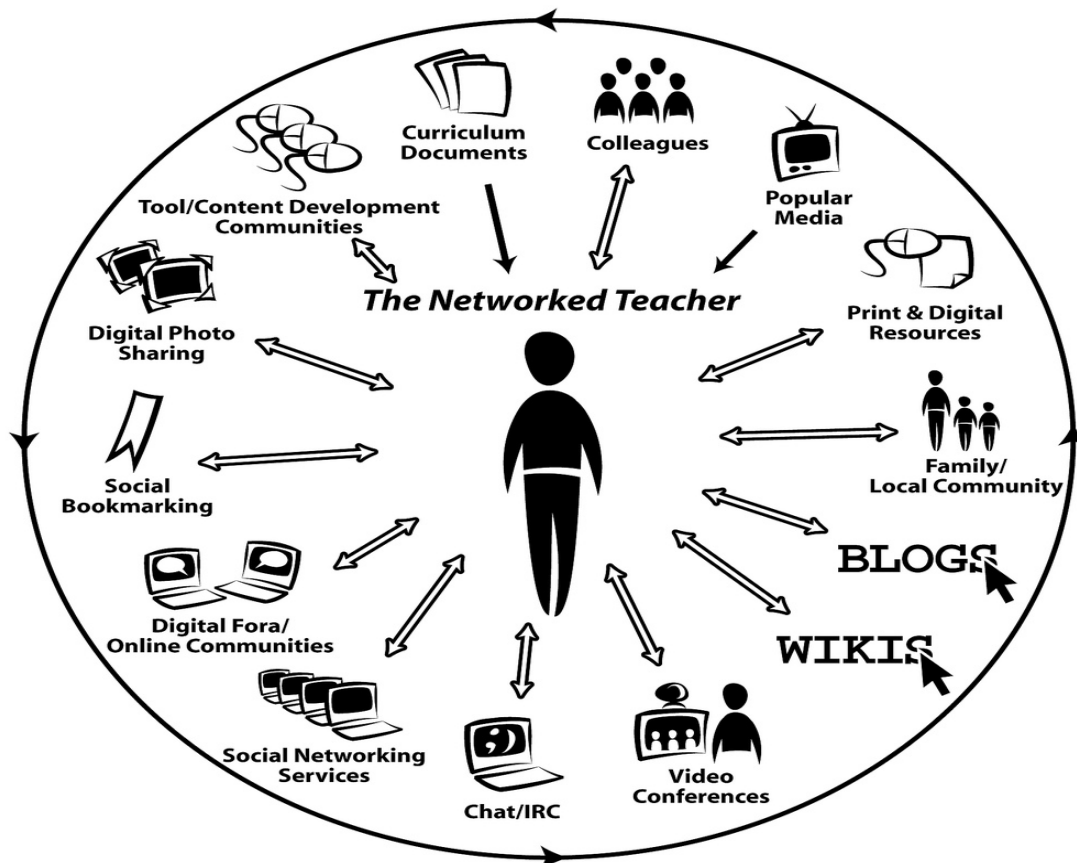 Curriculum
Documents
Colleagues
Popular
Media
Tool/Content Development
Communities
The Networked Teacher
Print & Digital
Resources
Digital Photo
Sharing
Family/
Local Community
Social
Bookmarking
BLOGS
Digital Fora/
Online Communities
WIKIS
Social Networking
Services
Chat/IRC
Video
Conferences